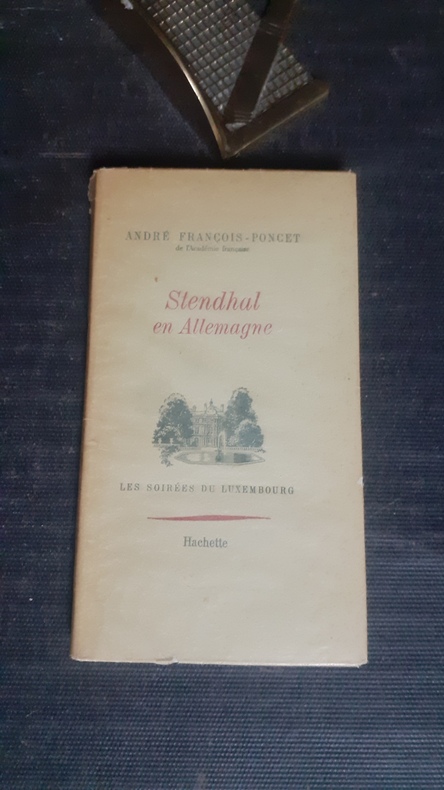 ANDRÉ FRANÇOIS-PONCET
de l'Académie française
Stendhal
en Allemagne
LES SOIRÉES DU LUXEMBOURG
Hachette